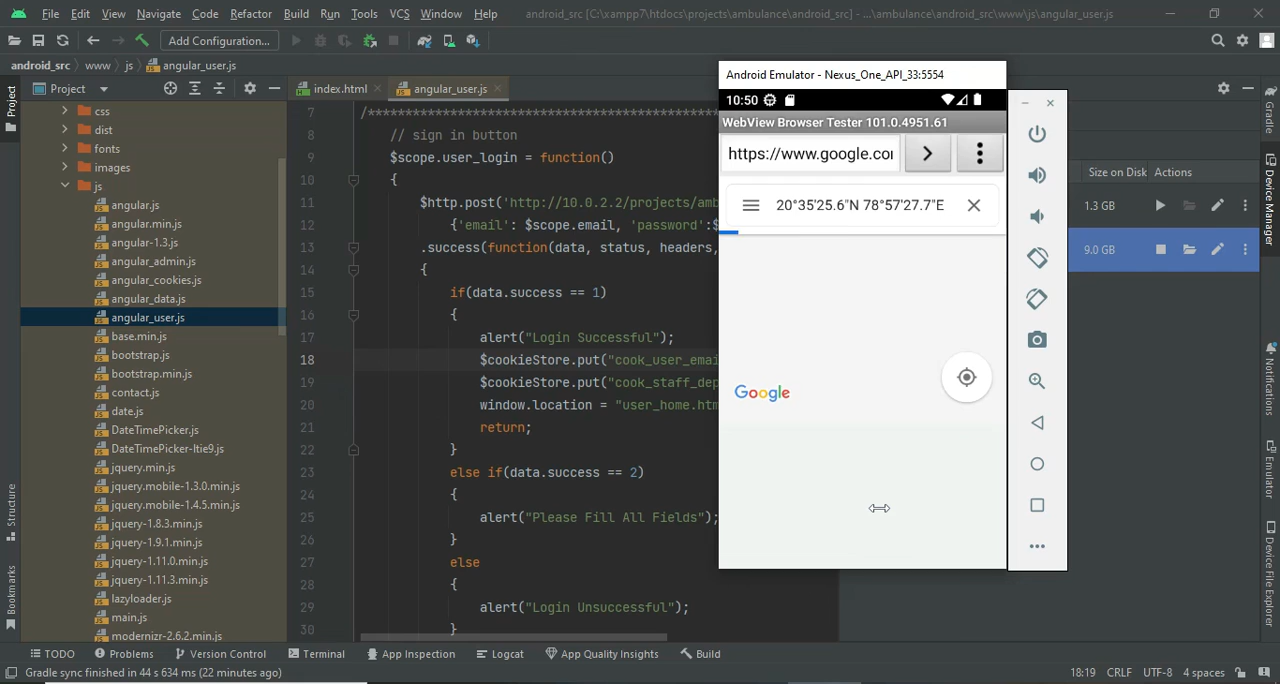 File Edit View Navigate Code Refactor Build Run Tools VCS Window Help android_src [C:\xampp7\htdocs\projects\ambulance\android_src] - ...\ambulance\android_src\www\js\angular_user.js
Add Configuration...
android_src www js angular_user.js
Project
index.html
angular_user.js
css
dist
fonts
images
js
angular.js
angular.min.js
angular-1.3.js
angular_admin.js
angular_cookies.js
angular_data.js
angular_user.js
base.min.js
bootstrap.js
bootstrap.min.js
contact.js
date.js
DateTimePicker.js
DateTimePicker-ltie9.js
jquery.min.js
jquery.mobile-1.3.0.min.js
jquery.mobile-1.4.5.min.js
jquery-1.8.3.min.js
jquery-1.9.1.min.js
jquery-1.11.0.min.js
jquery-1.11.3.min.js
lazyloader.js
main.js
modernizr-2.6.2.min.js
7 /************************************************
8 // sign in button
9 $scope.user_login = function()
10 {
11 $http.post('http://10.0.2.2/projects/amb
12 {'email': $scope.email, 'password':$
13 .success(function(data, status, headers,
14 {
15 if(data.success == 1)
16 {
17 alert("Login Successful");
18 $cookieStore.put("cook_user_emai
19 $cookieStore.put("cook_staff_dep
20 window.location = "user_home.htm
21 return;
22 }
23 else if(data.success == 2)
24 {
25 alert("Please Fill All Fields");
26 }
27 else
28 {
29 alert("Login Unsuccessful");
30 }
Android Emulator - Nexus_One_API_33:5554
10:50
WebView Browser Tester 101.0.4951.61
https://www.google.co
20°35'25.6"N 78°57'27.7"E
Google
Size on Disk Actions
1.3 GB
9.0 GB
Project
Structure
Bookmarks
Gradle
Device Manager
Notifications
Emulator
Device File Explorer
TODO Problems Version Control Terminal App Inspection Logcat App Quality Insights Build
Gradle sync finished in 44 s 634 ms (22 minutes ago)
18:19 CRLF UTF-8 4 spaces